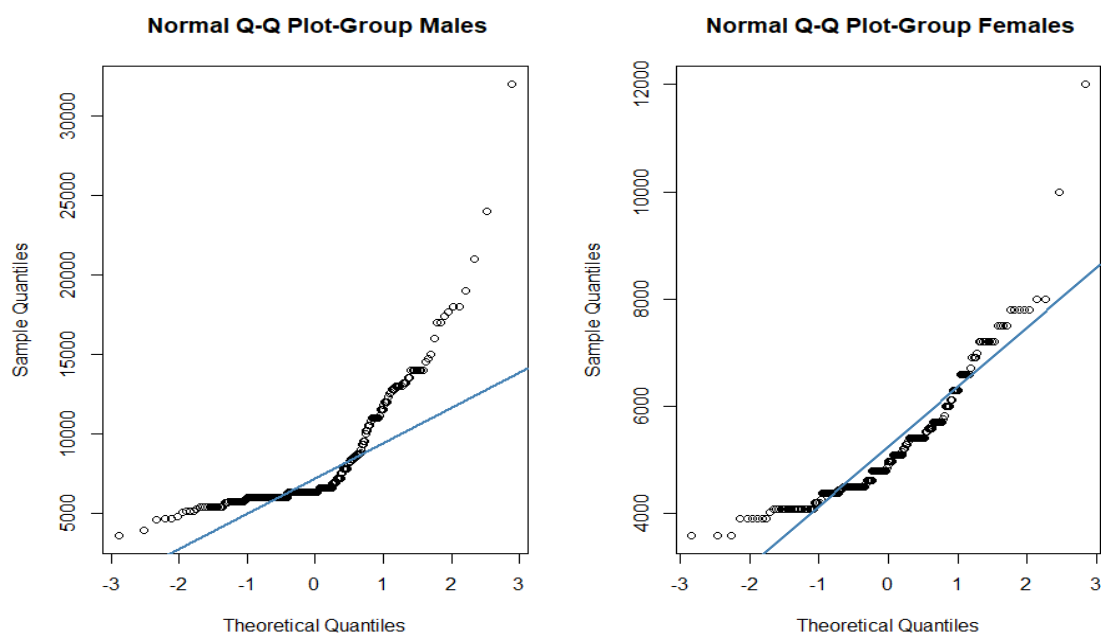 Normal Q-Q Plot-Group Males
Sample Quantiles
30000
25000
20000
15000
10000
5000
-3 -2 -1 0 1 2 3
Theoretical Quantiles
Normal Q-Q Plot-Group Females
Sample Quantiles
12000
10000
8000
6000
4000
-3 -2 -1 0 1 2 3
Theoretical Quantiles